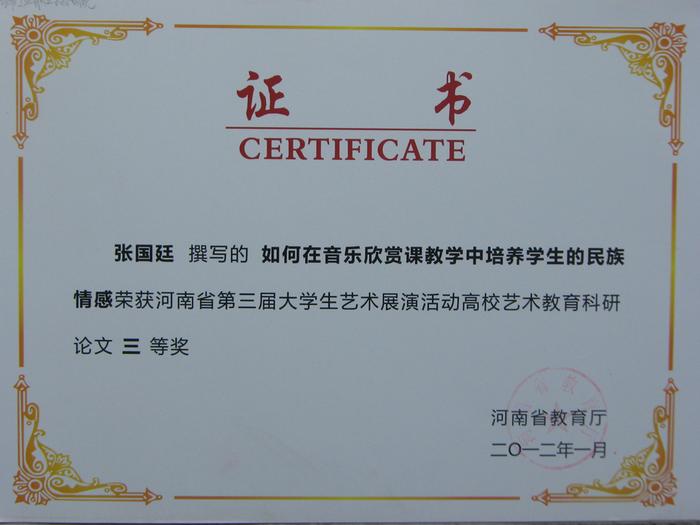 证 书
CERTIFICATE
张国廷 撰写的 如何在音乐欣赏课教学中培养学生的民族
情感荣获河南省第三届大学生艺术展演活动高校艺术教育科研
论文 三 等奖
河南省教育厅
二〇一二年一月